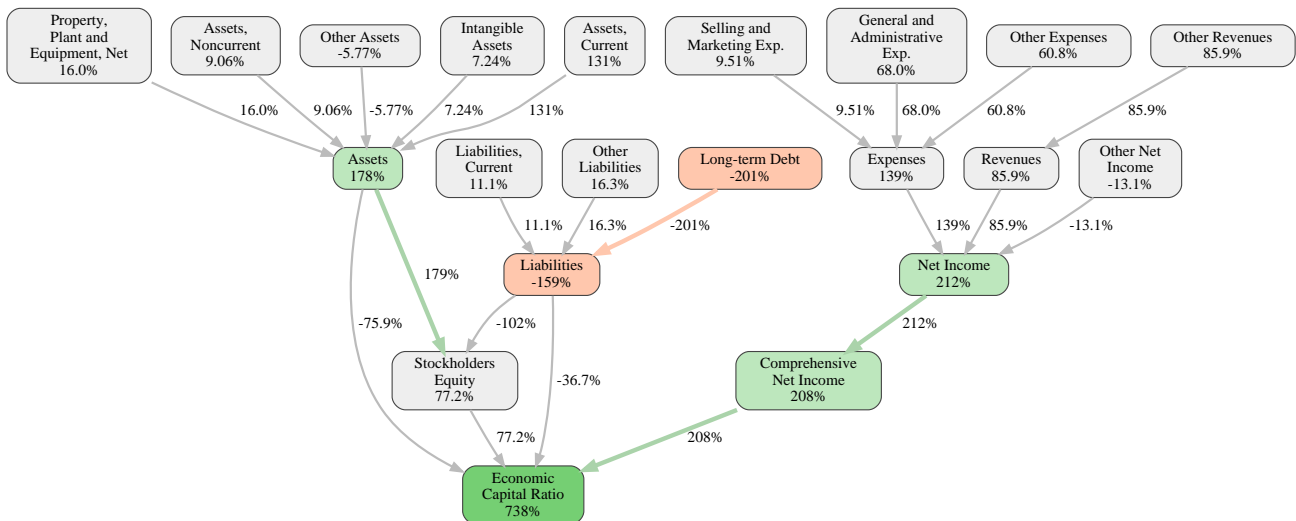 Property,
Plant and
Equipment, Net
16.0%
Assets,
Noncurrent
9.06%
Other Assets
-5.77%
Intangible
Assets
7.24%
Assets,
Current
131%
Selling and
Marketing Exp.
9.51%
General and
Administrative
Exp.
68.0%
Other Expenses
60.8%
Other Revenues
85.9%
16.0%
9.06%
-5.77%
7.24%
131%
9.51%
68.0%
60.8%
85.9%
Assets
178%
Liabilities,
Current
11.1%
Other
Liabilities
16.3%
Long-term Debt
-201%
Expenses
139%
Revenues
85.9%
Other Net
Income
-13.1%
11.1%
16.3%
-201%
139%
85.9%
-13.1%
179%
Liabilities
-159%
Net Income
212%
-75.9%
-102%
212%
Stockholders
Equity
77.2%
-36.7%
Comprehensive
Net Income
208%
77.2%
208%
Economic
Capital Ratio
738%